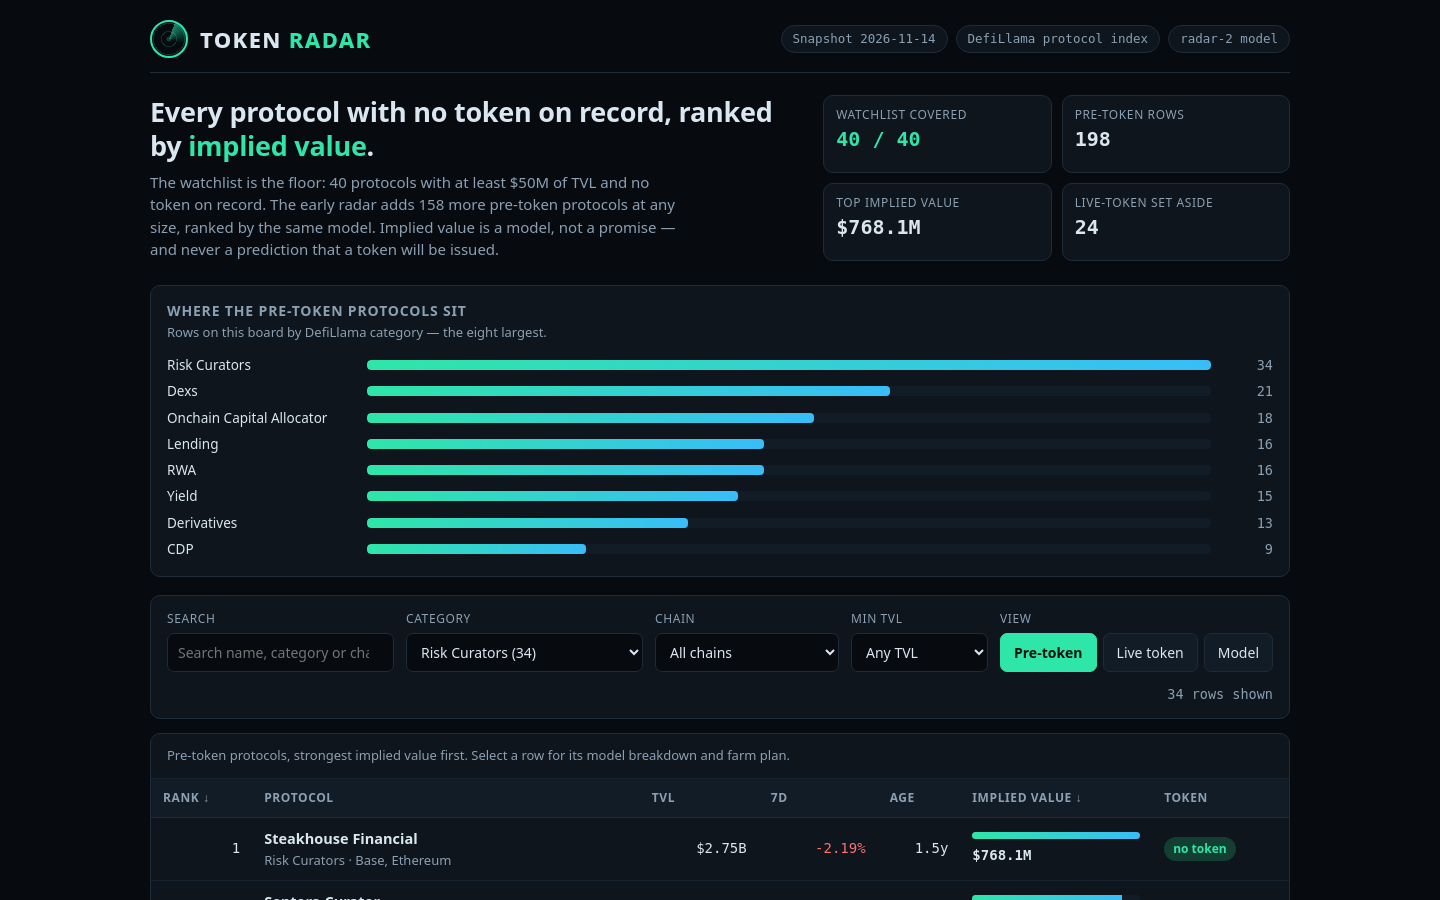 TOKEN RADAR
Snapshot 2026-11-14
DefiLlama protocol index
radar-2 model
Every protocol with no token on record, ranked
by implied value.
The watchlist is the floor: 40 protocols with at least $50M of TVL and no
token on record. The early radar adds 158 more pre-token protocols at any
size, ranked by the same model. Implied value is a model, not a promise —
and never a prediction that a token will be issued.
WATCHLIST COVERED
40 / 40
PRE-TOKEN ROWS
198
TOP IMPLIED VALUE
$768.1M
LIVE-TOKEN SET ASIDE
24
WHERE THE PRE-TOKEN PROTOCOLS SIT
Rows on this board by DefiLlama category — the eight largest.
Risk Curators 34
Dexs 21
Onchain Capital Allocator 18
Lending 16
RWA 16
Yield 15
Derivatives 13
CDP 9
SEARCH CATEGORY CHAIN MIN TVL VIEW
Search name, category or cha Risk Curators (34) All chains Any TVL Pre-token Live token Model
34 rows shown
Pre-token protocols, strongest implied value first. Select a row for its model breakdown and farm plan.
RANK ↓ PROTOCOL TVL 7D AGE IMPLIED VALUE ↓ TOKEN
1 Steakhouse Financial $2.75B -2.19% 1.5y $768.1M no token
Risk Curators · Base, Ethereum